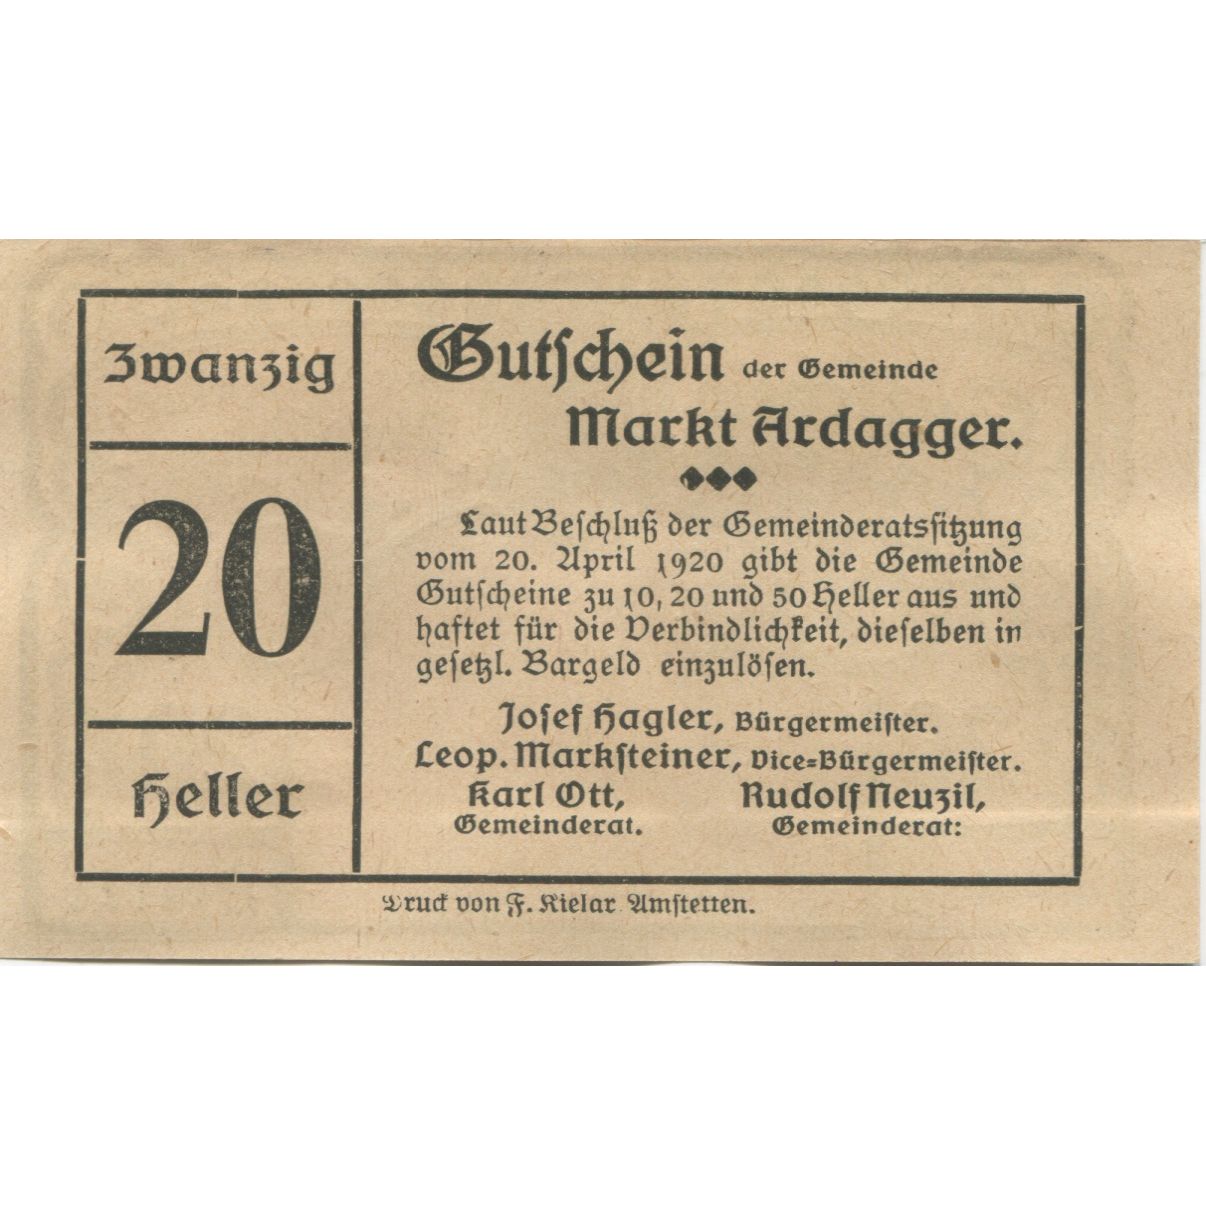 Zwanzig
20
Heller
Gutschein der Gemeinde
Markt Ardagger.
Laut Beschluß der Gemeinderatssitzung
vom 20. April 1920 gibt die Gemeinde
Gutscheine zu 10, 20 und 50 Heller aus und
haftet für die Verbindlichkeit, dieselben in
gesetzl. Bargeld einzulösen.
Josef Hagler, Bürgermeister.
Leop. Marksteiner, Vice=Bürgermeister.
Karl Ott, Rudolf Neuzil,
Gemeinderat. Gemeinderat:
Druck von F. Kielar Amstetten.